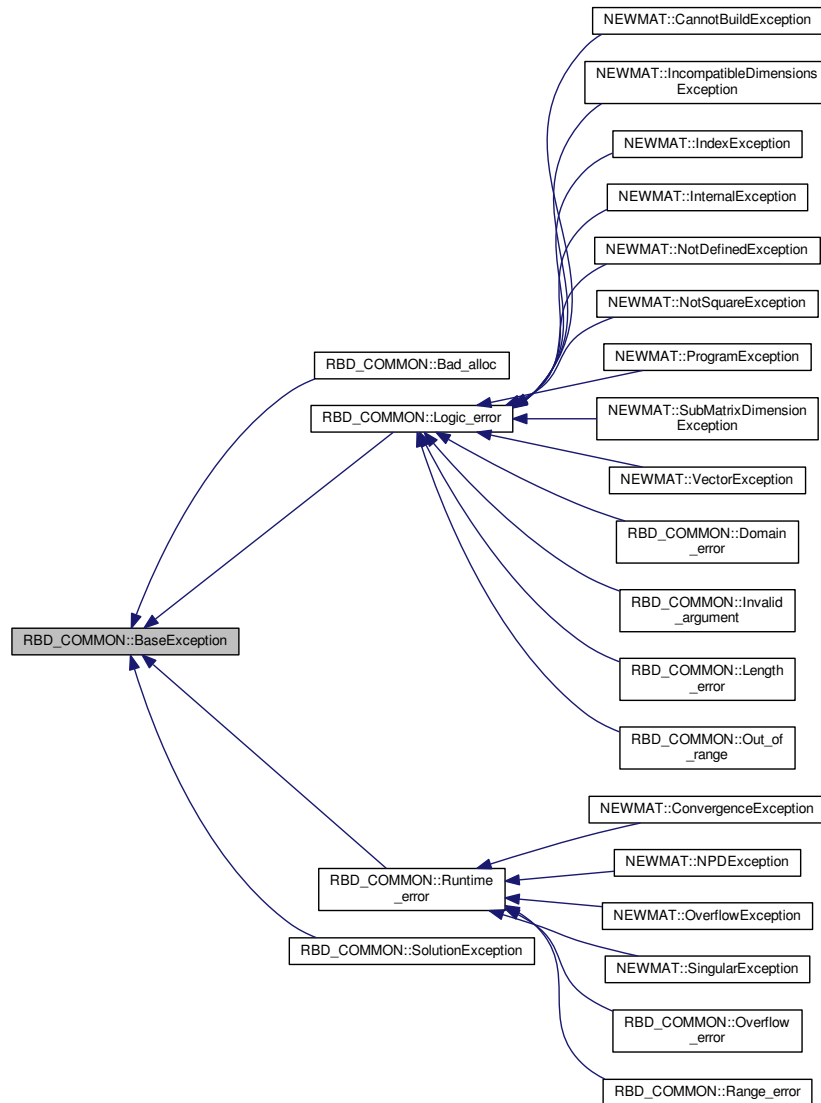 NEWMAT::CannotBuildException
NEWMAT::IncompatibleDimensions
Exception
NEWMAT::IndexException
NEWMAT::InternalException
NEWMAT::NotDefinedException
NEWMAT::NotSquareException
NEWMAT::ProgramException
RBD_COMMON::Bad_alloc
RBD_COMMON::Logic_error
NEWMAT::SubMatrixDimension
Exception
NEWMAT::VectorException
RBD_COMMON::Domain
_error
RBD_COMMON::Invalid
_argument
RBD_COMMON::BaseException
RBD_COMMON::Length
_error
RBD_COMMON::Out_of
_range
NEWMAT::ConvergenceException
NEWMAT::NPDException
RBD_COMMON::Runtime
_error
NEWMAT::OverflowException
RBD_COMMON::SolutionException
NEWMAT::SingularException
RBD_COMMON::Overflow
_error
RBD_COMMON::Range_error